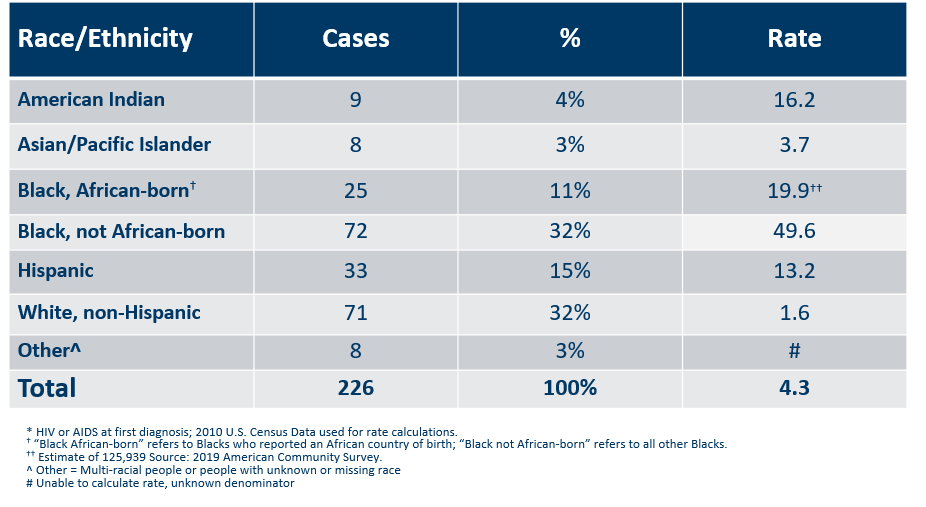 Race/Ethnicity Cases % Rate
American Indian 9 4% 16.2
Asian/Pacific Islander 8 3% 3.7
Black, African-born† 25 11% 19.9††
Black, not African-born 72 32% 49.6
Hispanic 33 15% 13.2
White, non-Hispanic 71 32% 1.6
Other^ 8 3% #
Total 226 100% 4.3
* HIV or AIDS at first diagnosis; 2010 U.S. Census Data used for rate calculations.
† “Black African-born” refers to Blacks who reported an African country of birth; “Black not African-born” refers to all other Blacks.
†† Estimate of 125,939 Source: 2019 American Community Survey.
^ Other = Multi-racial people or people with unknown or missing race
# Unable to calculate rate, unknown denominator